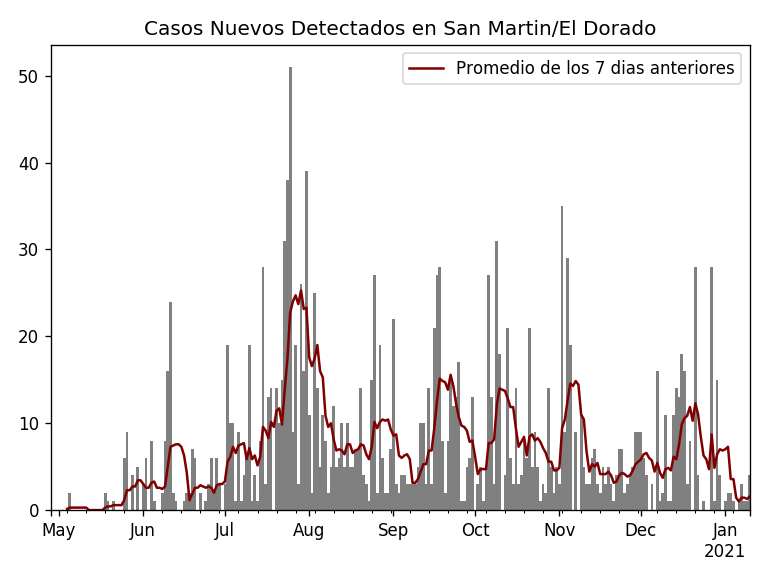 Casos Nuevos Detectados en San Martin/El Dorado
Promedio de los 7 dias anteriores
50
40
30
20
10
0
May Jun Jul Aug Sep Oct Nov Dec Jan
2021